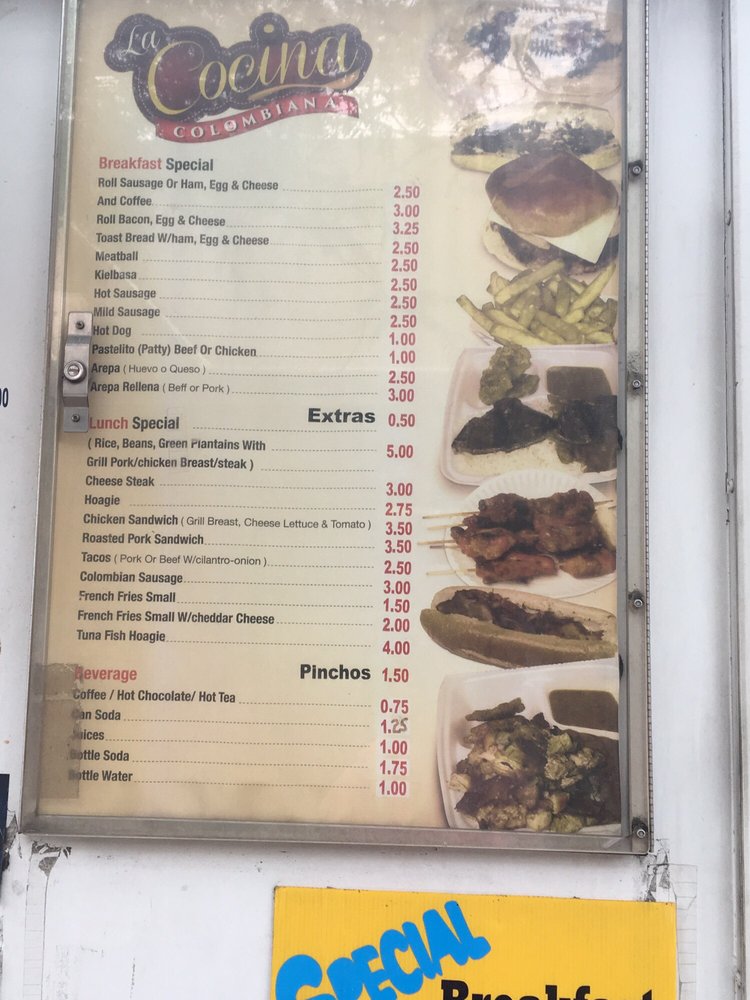 La
Cocina
COLOMBIANA
Breakfast Special
Roll Sausage Or Ham, Egg & Cheese 2.50
And Coffee 3.00
Roll Bacon, Egg & Cheese 3.25
Toast Bread W/ham, Egg & Cheese 2.50
Meatball 2.50
Kielbasa 2.50
Hot Sausage 2.50
Mild Sausage 2.50
Hot Dog 1.00
Pastelito (Patty) Beef Or Chicken 1.00
Arepa ( Huevo o Queso ) 2.50
Arepa Rellena ( Beff or Pork ) 3.00
Extras 0.50
Lunch Special
( Rice, Beans, Green Plantains With 5.00
Grill Pork/chicken Breast/steak )
Cheese Steak 3.00
Hoagie 2.75
Chicken Sandwich ( Grill Breast, Cheese Lettuce & Tomato ) 3.50
Roasted Pork Sandwich 3.50
Tacos ( Pork Or Beef W/cilantro-onion ) 2.50
Colombian Sausage 3.00
French Fries Small 1.50
French Fries Small W/cheddar Cheese 2.00
Tuna Fish Hoagie 4.00
Pinchos 1.50
Beverage
Coffee / Hot Chocolate/ Hot Tea 0.75
Can Soda 1.25
Juices 1.00
Bottle Soda 1.75
Bottle Water 1.00
SPECIAL
Breakfast